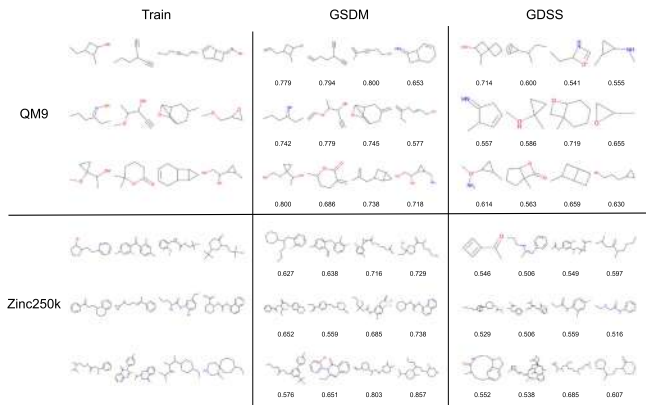 Train GSDM GDSS
0.779 0.794 0.800 0.653 0.714 0.600 0.541 0.555
QM9
0.742 0.779 0.745 0.577 0.557 0.586 0.719 0.655
0.800 0.686 0.738 0.718 0.614 0.563 0.659 0.630
0.627 0.638 0.716 0.729 0.546 0.506 0.549 0.597
Zinc250k
0.652 0.559 0.685 0.738 0.529 0.506 0.559 0.516
0.576 0.651 0.803 0.857 0.552 0.538 0.685 0.607